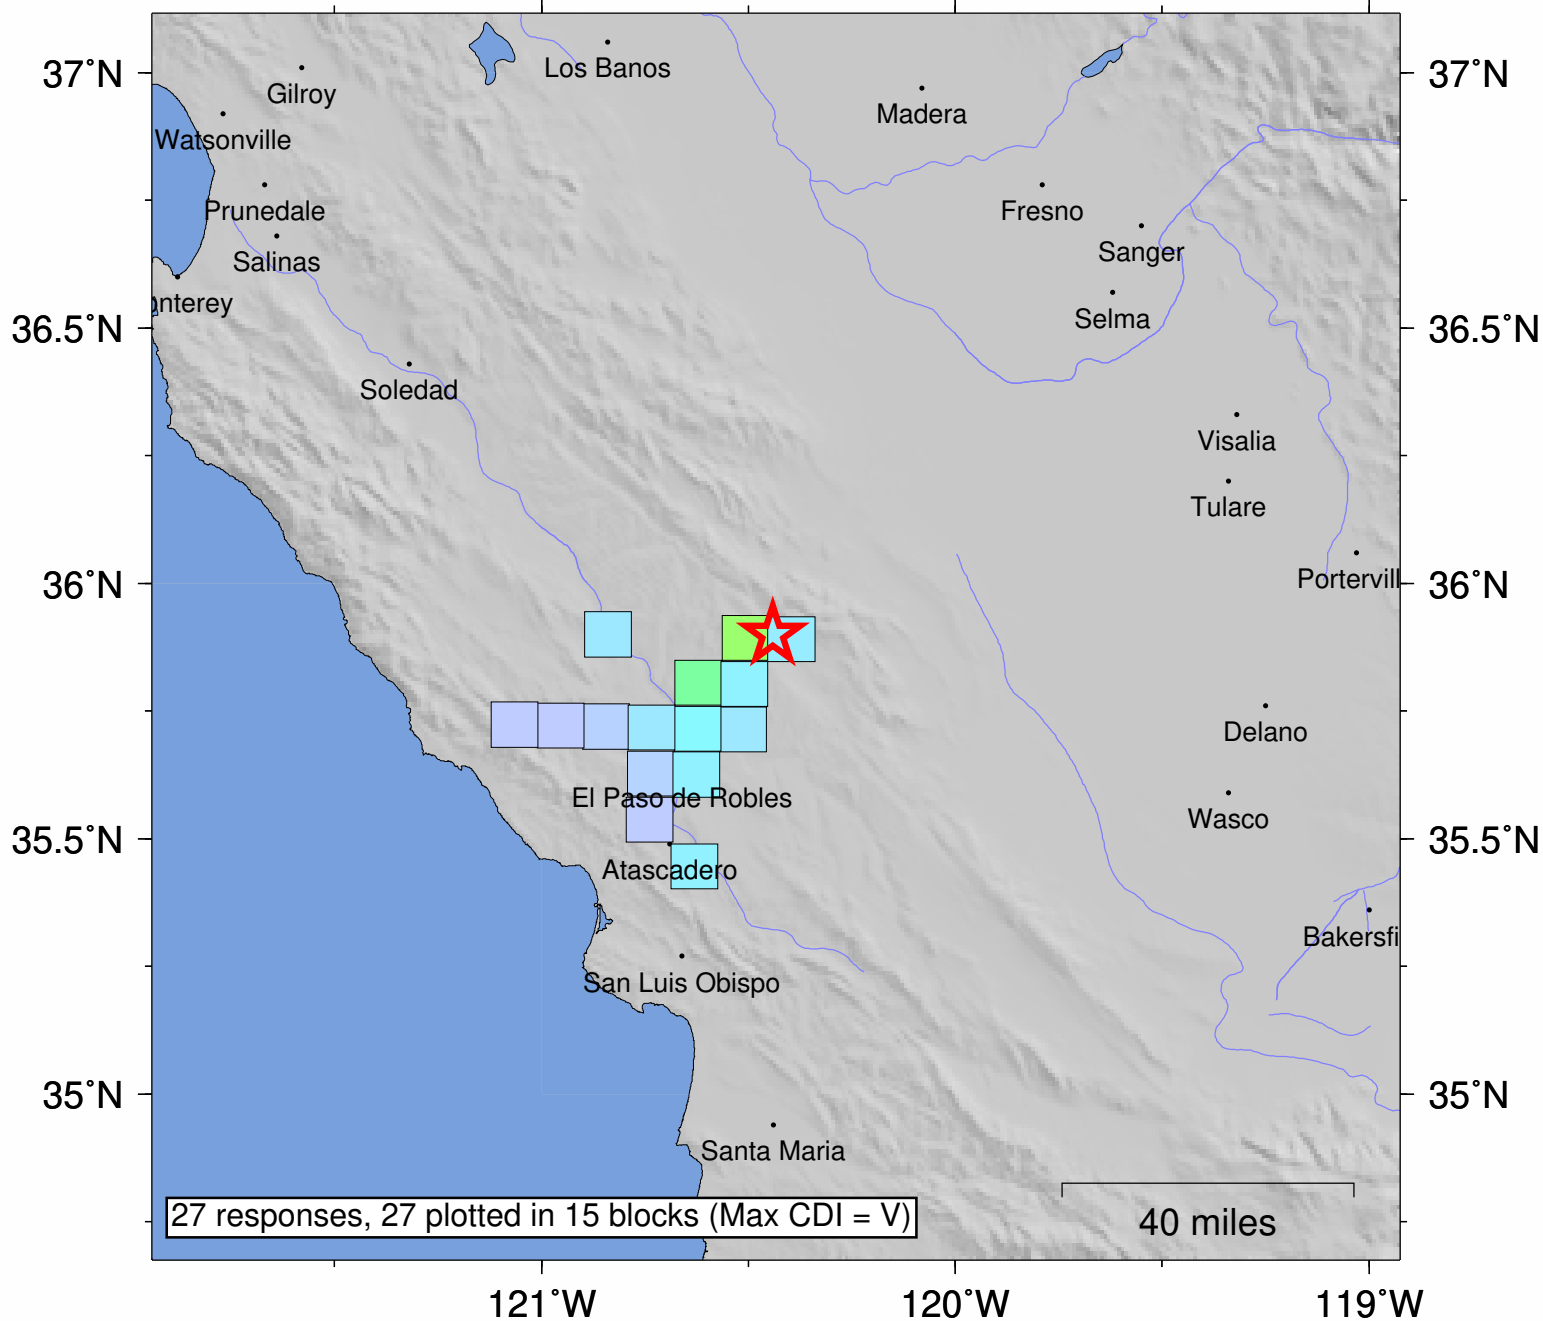 Los Banos
37°N
37°N
Gilroy
Madera
Watsonville
Prunedale
Fresno
Sanger
Salinas
nterey
Selma
36.5°N
36.5°N
Soledad
Visalia
Tulare
36°N
Portervill
36°N
Delano
El Paso de Robles
Wasco
35.5°N
35.5°N
Atascadero
Bakersfi
San Luis Obispo
35°N
35°N
Santa Maria
27 responses, 27 plotted in 15 blocks (Max CDI = V)
40 miles
121°W
120°W
119°W